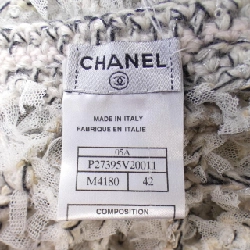 CHANEL
MADE IN ITALY
FABRIQUE EN ITALIE
05A
P27395V20011
M4180 42
COMPOSITION